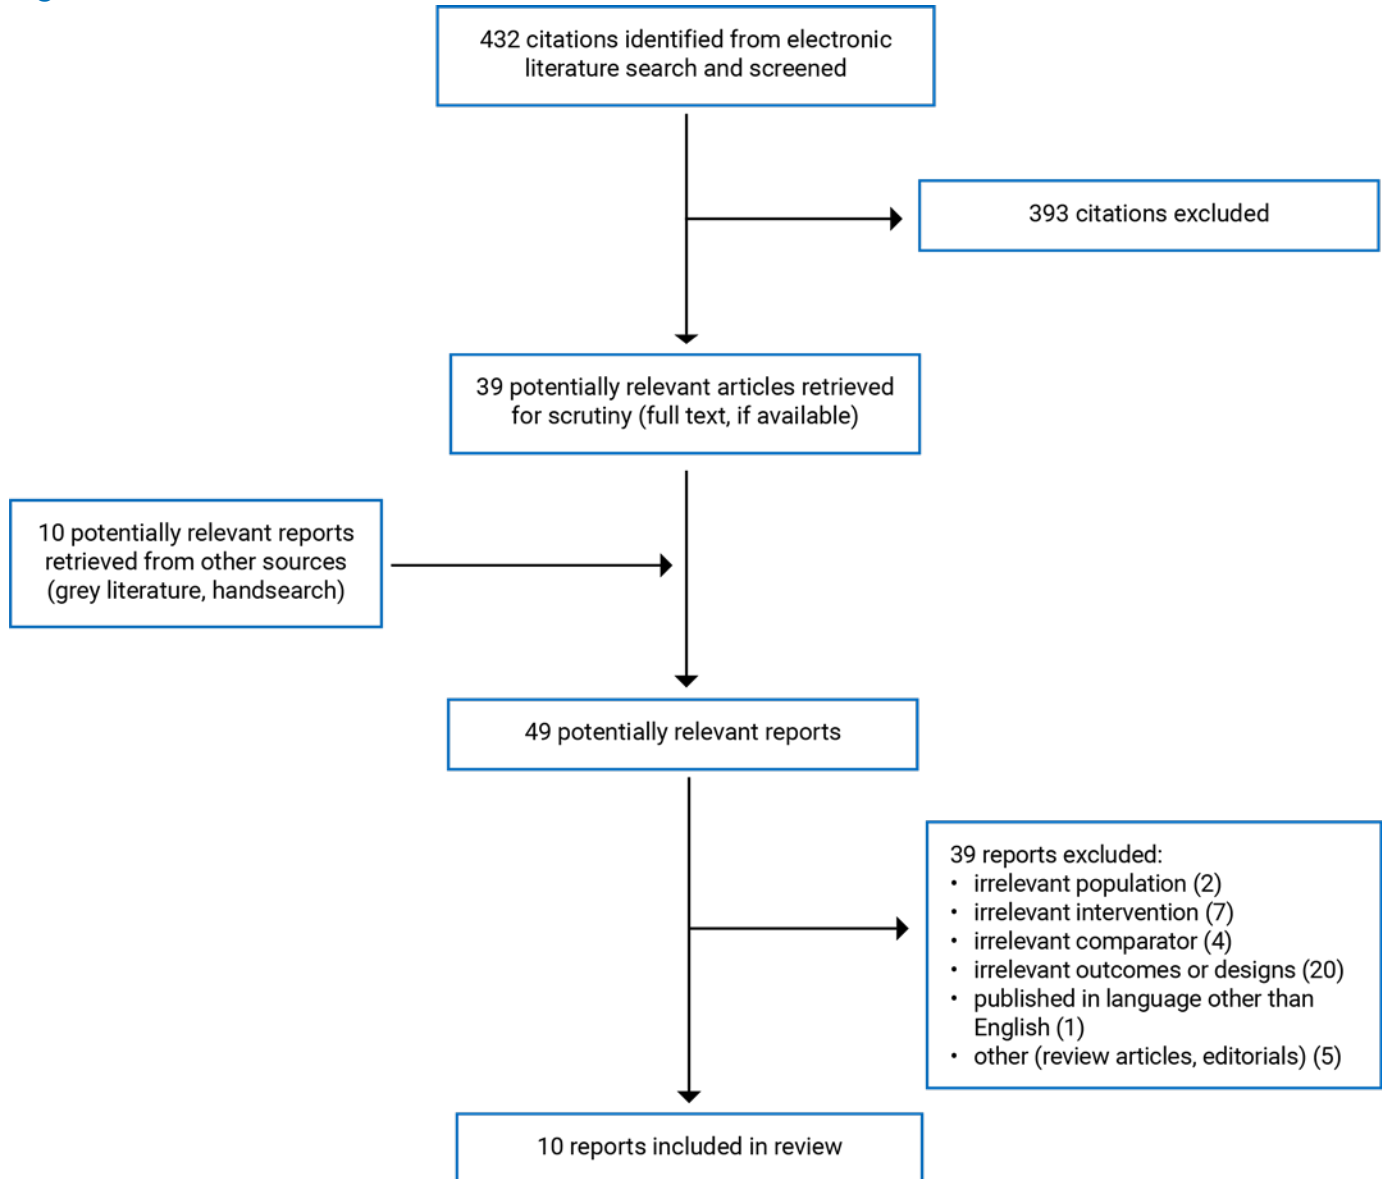 432 citations identified from electronic
literature search and screened
393 citations excluded
39 potentially relevant articles retrieved
for scrutiny (full text, if available)
10 potentially relevant reports
retrieved from other sources
(grey literature, handsearch)
49 potentially relevant reports
39 reports excluded:
• irrelevant population (2)
• irrelevant intervention (7)
• irrelevant comparator (4)
• irrelevant outcomes or designs (20)
• published in language other than
English (1)
• other (review articles, editorials) (5)
10 reports included in review